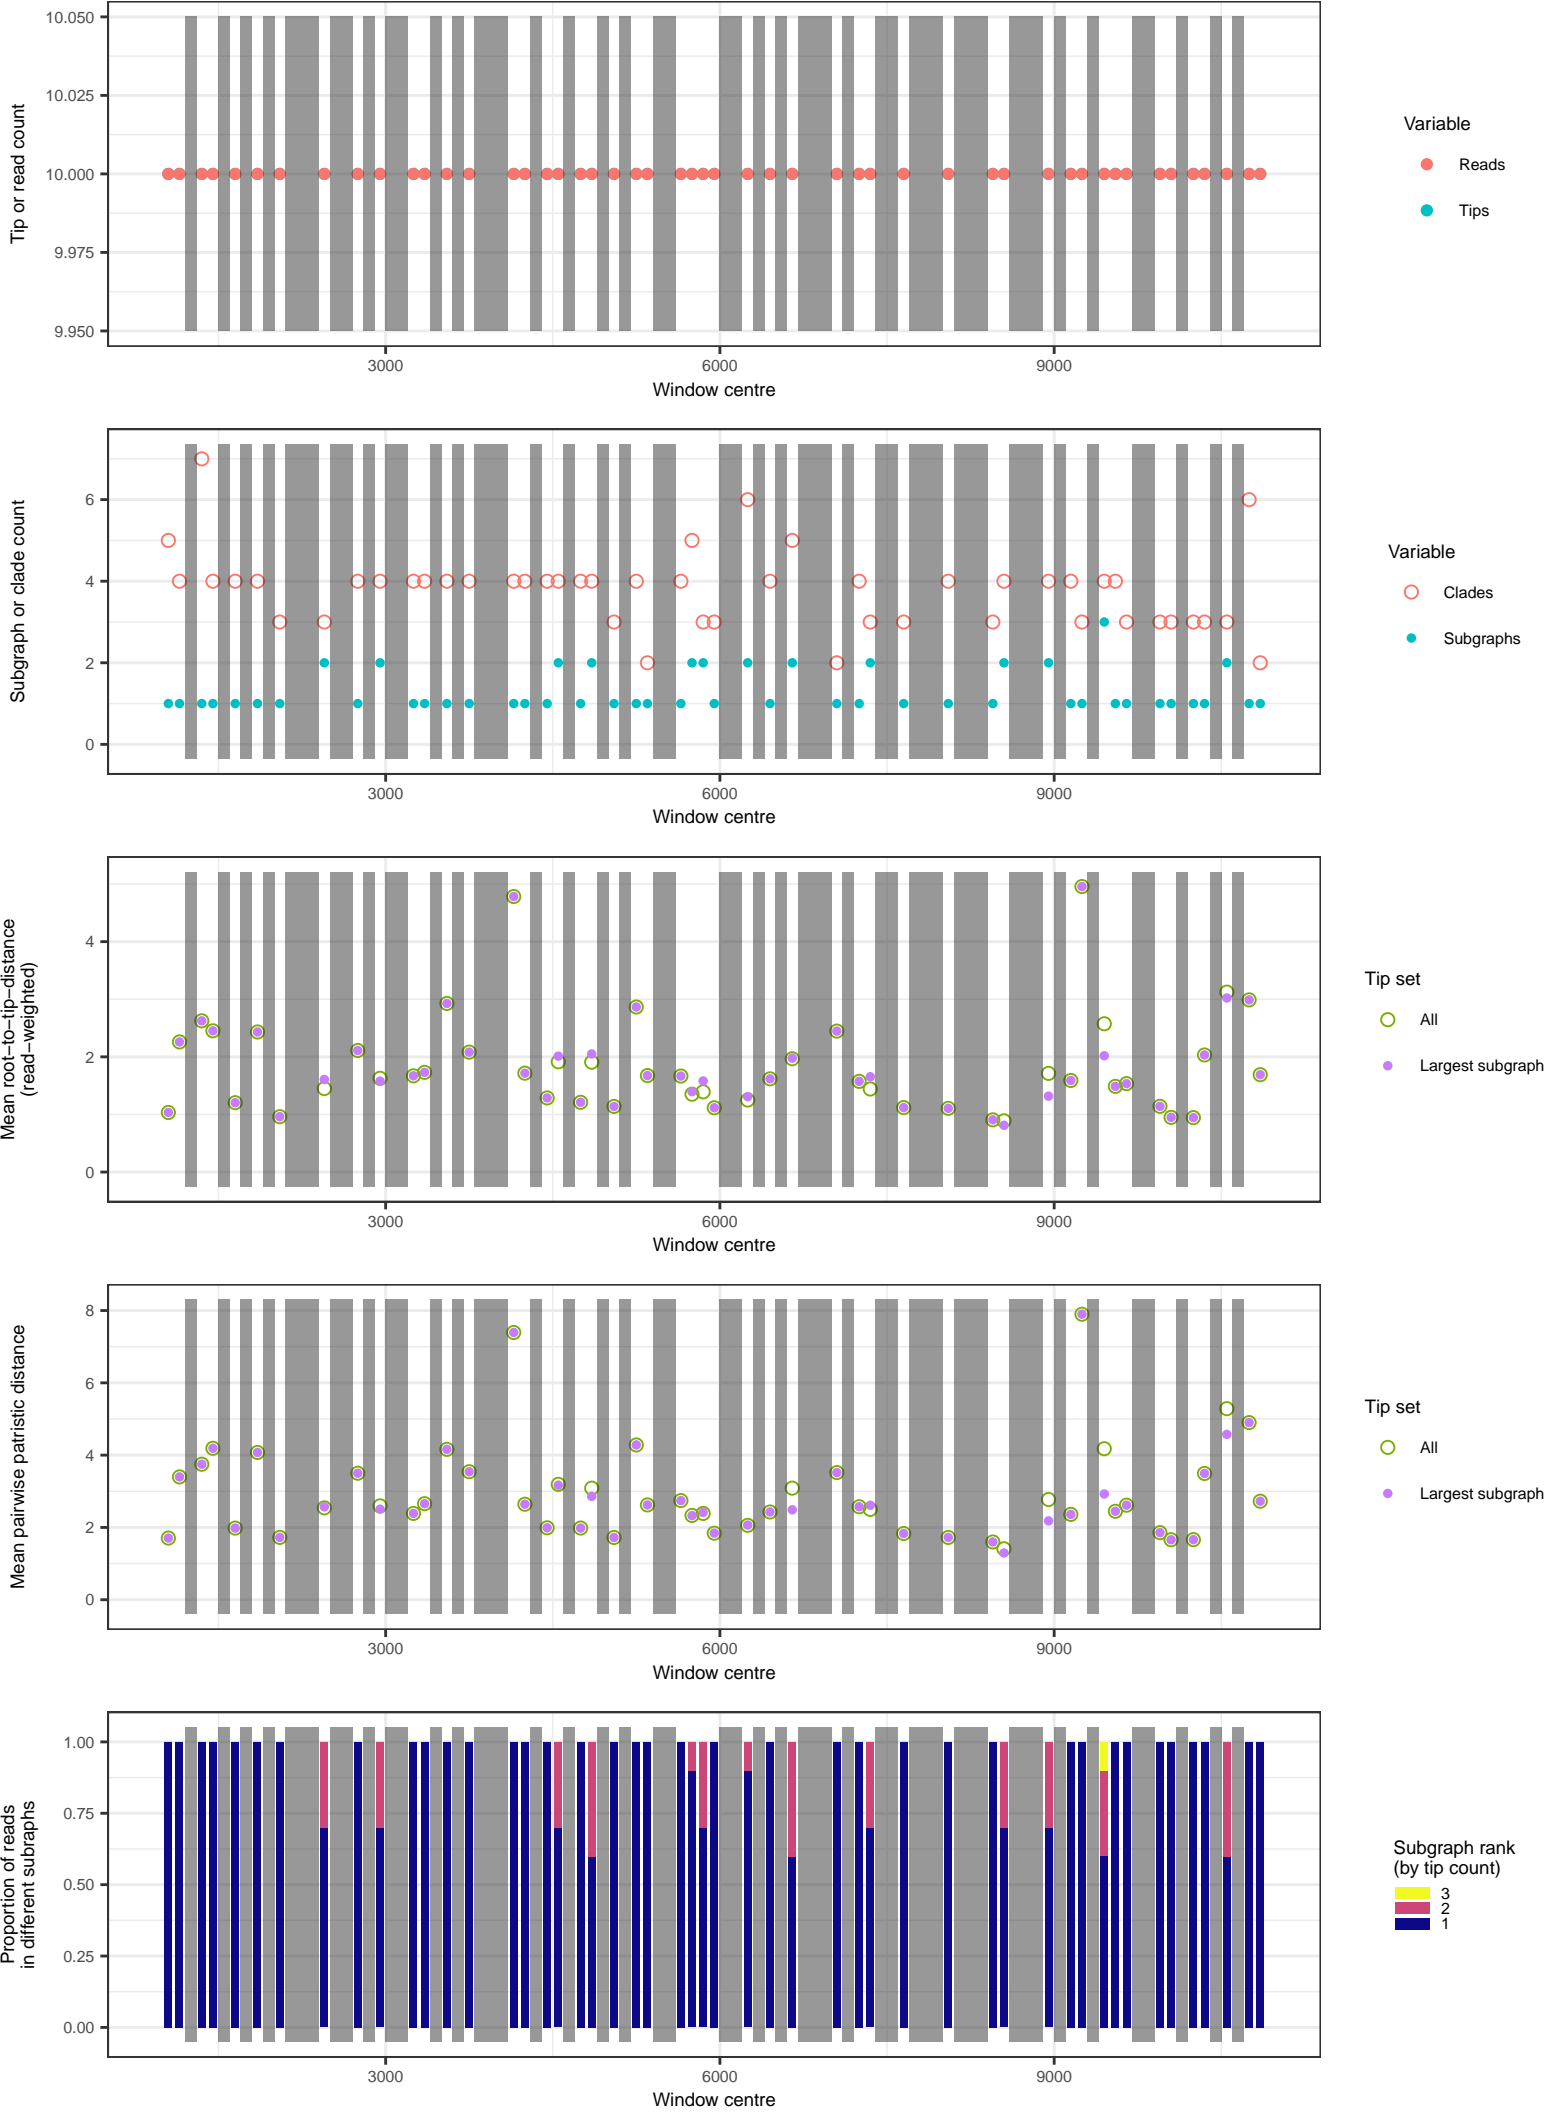 10.050
10.025
10.000
9.975
9.950
Tip or read count
3000
6000
9000
Window centre
Variable
Reads
Tips
6
4
2
0
Subgraph or clade count
3000
6000
9000
Window centre
Variable
Clades
Subgraphs
4
2
0
Mean root−to−tip−distance
(read−weighted)
3000
6000
9000
Window centre
Tip set
All
Largest subgraph
8
6
4
2
0
Mean pairwise patristic distance
3000
6000
9000
Window centre
Tip set
All
Largest subgraph
1.00
0.75
0.50
0.25
0.00
Proportion of reads
in different subraphs
3000
6000
9000
Window centre
Subgraph rank
(by tip count)
3
2
1